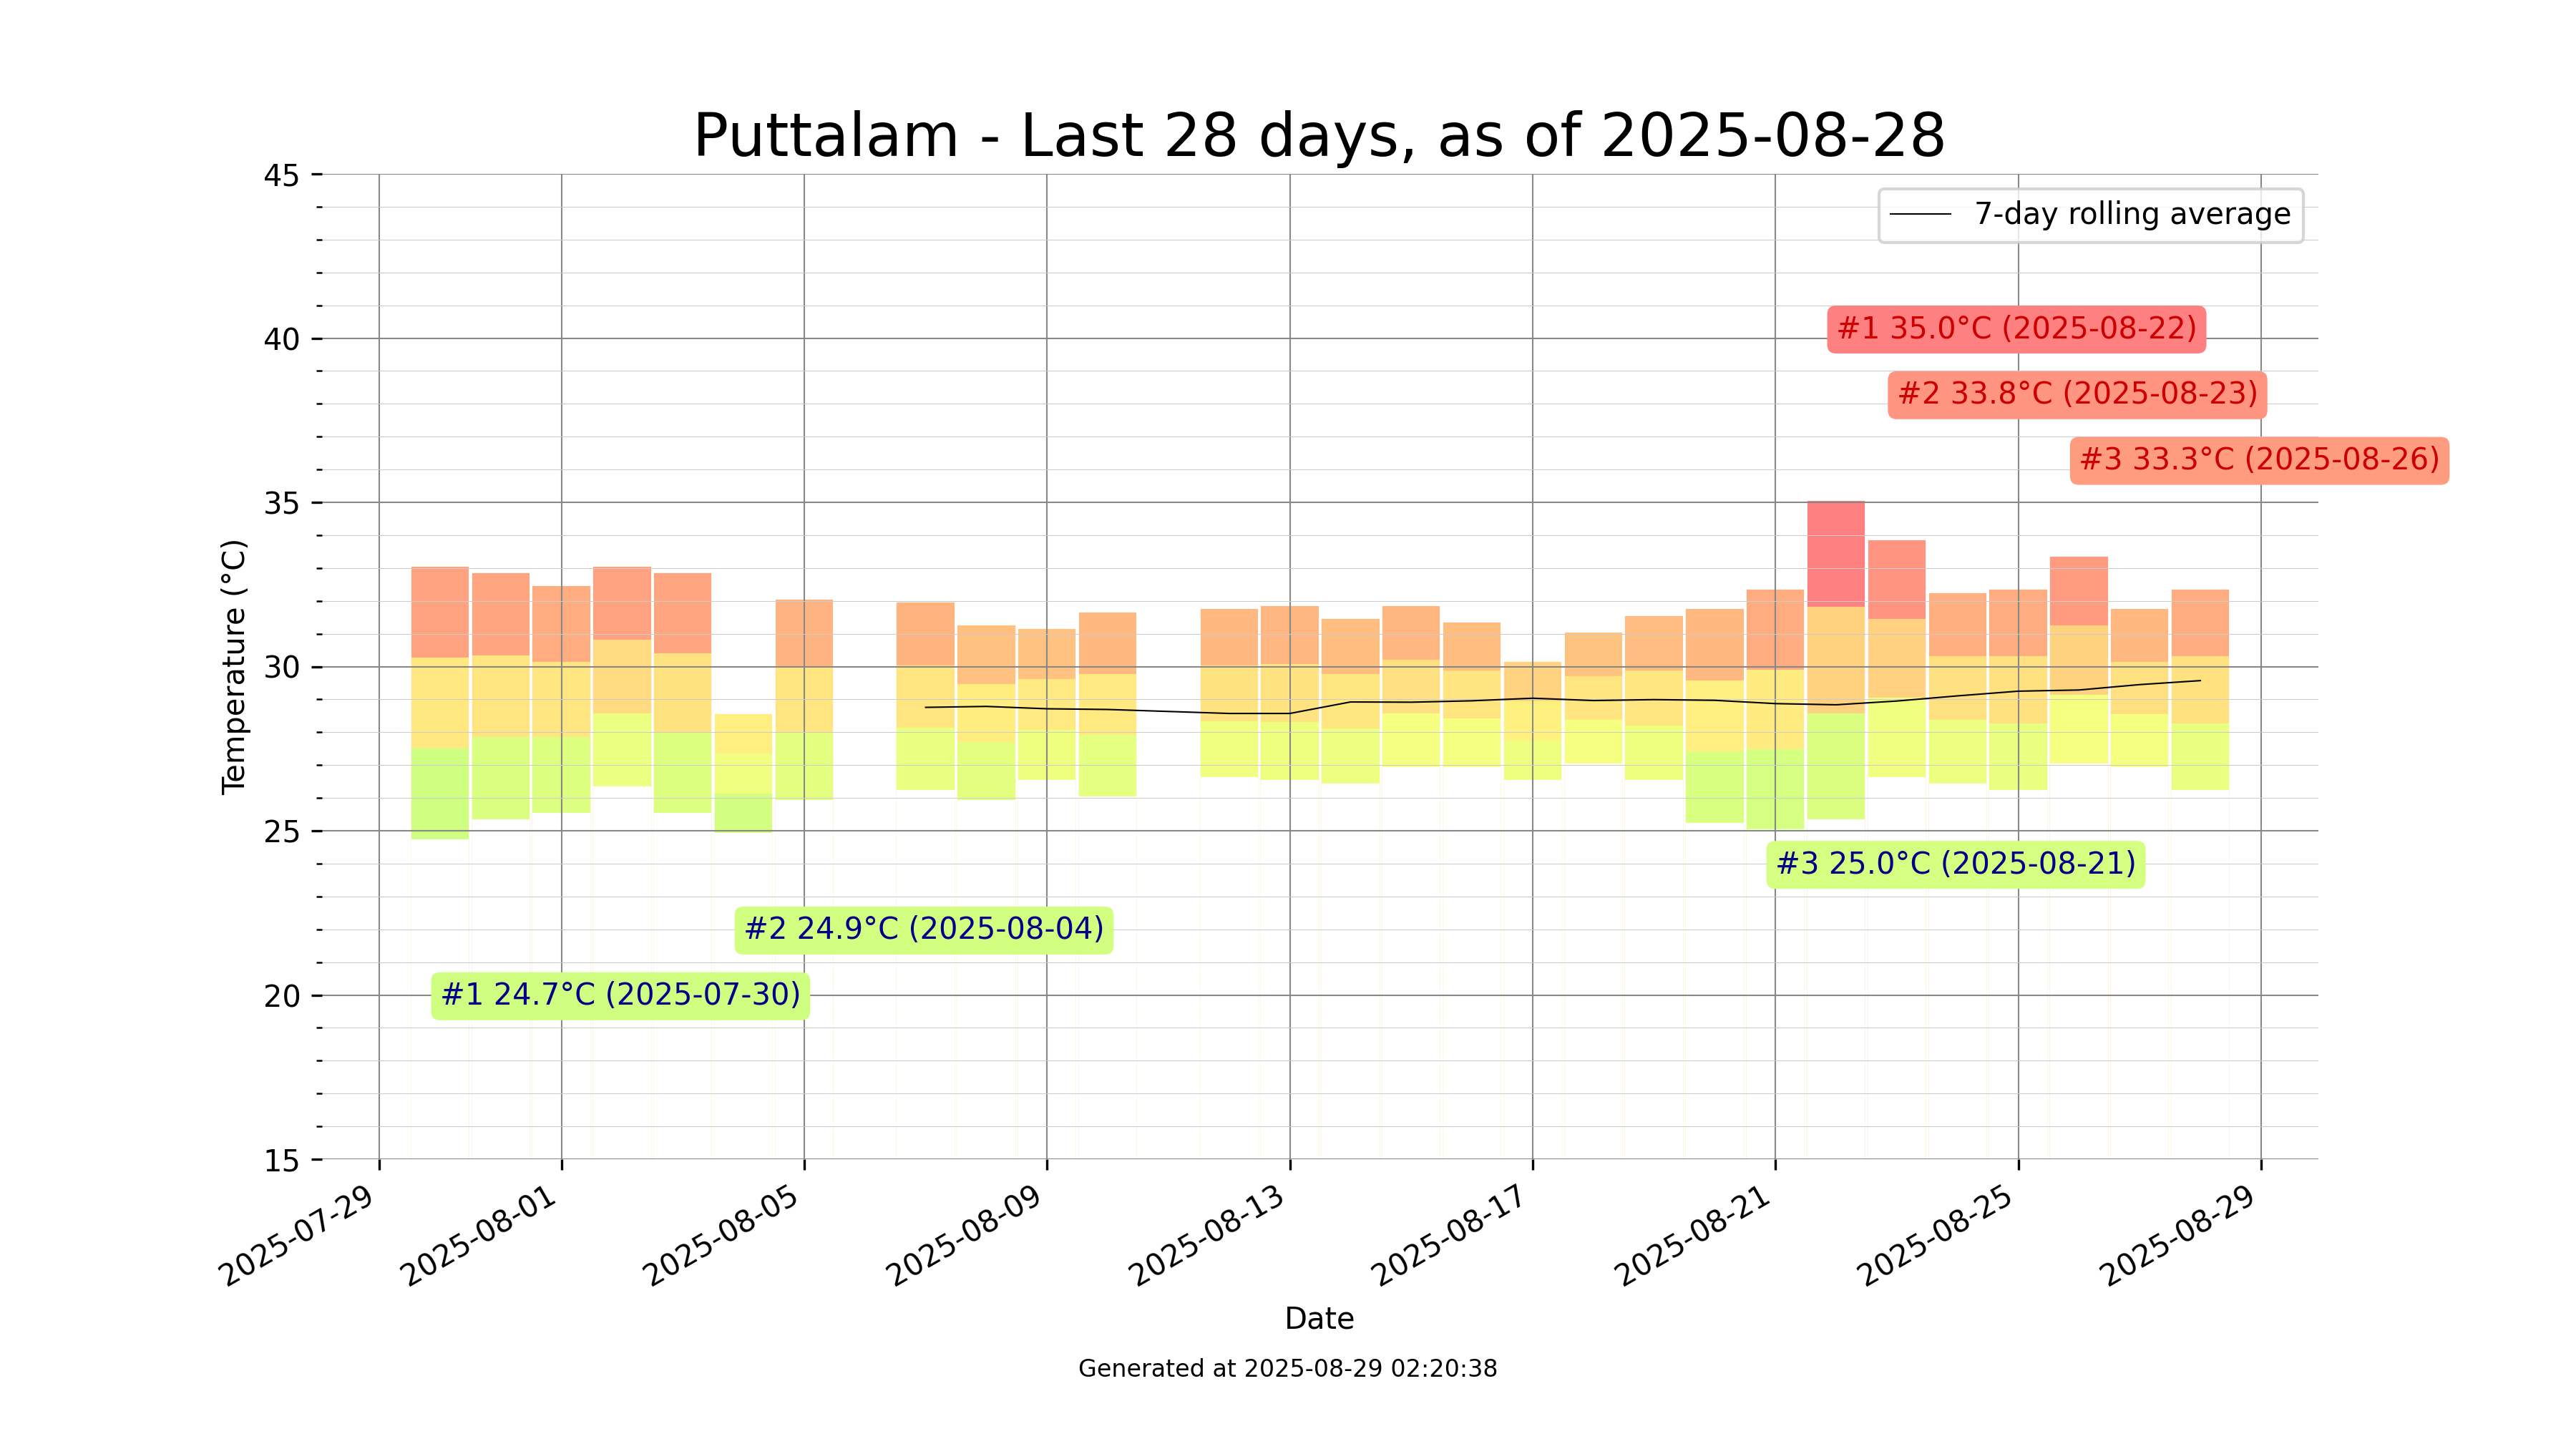 Puttalam - Last 28 days, as of 2025-08-28
7-day rolling average
Temperature (°C)
45
40
35
30
25
20
15
#1 35.0°C (2025-08-22)
#2 33.8°C (2025-08-23)
#3 33.3°C (2025-08-26)
#3 25.0°C (2025-08-21)
#2 24.9°C (2025-08-04)
#1 24.7°C (2025-07-30)
2025-07-29
2025-08-01
2025-08-05
2025-08-09
2025-08-13
2025-08-17
2025-08-21
2025-08-25
2025-08-29
Date
Generated at 2025-08-29 02:20:38